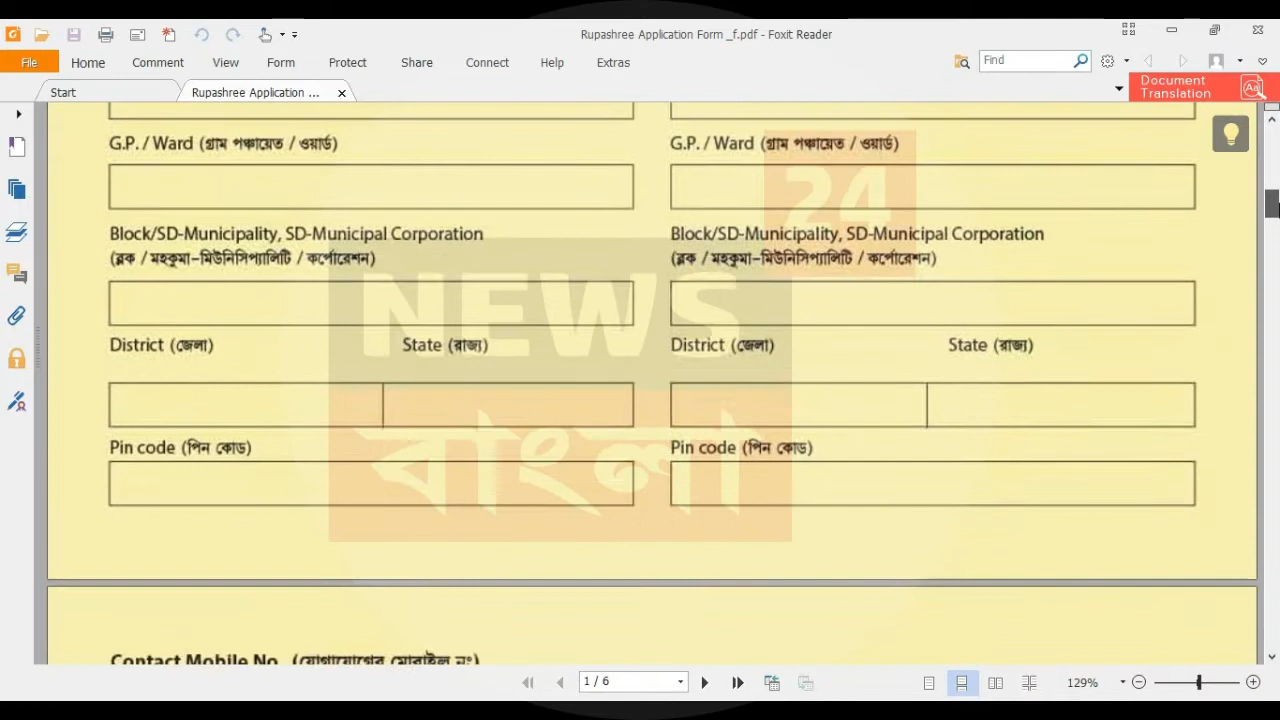 Rupashree Application Form _f.pdf - Foxit Reader
File Home Comment View Form Protect Share Connect Help Extras
Find
Start Rupashree Application ...
Document
Translation
G.P. / Ward (গ্রাম পঞ্চায়েত / ওয়ার্ড) G.P. / Ward (গ্রাম পঞ্চায়েত / ওয়ার্ড)
24
Block/SD-Municipality, SD-Municipal Corporation Block/SD-Municipality, SD-Municipal Corporation
(ব্লক / মহকুমা–মিউনিসিপ্যালিটি / কর্পোরেশন) (ব্লক / মহকুমা–মিউনিসিপ্যালিটি / কর্পোরেশন)
NEWS
District (জেলা) State (রাজ্য) District (জেলা) State (রাজ্য)
Pin code (পিন কোড) Pin code (পিন কোড)
বাংলা
Contact Mobile No. (যোগাযোগের মোবাইল নং)
1 / 6
129%